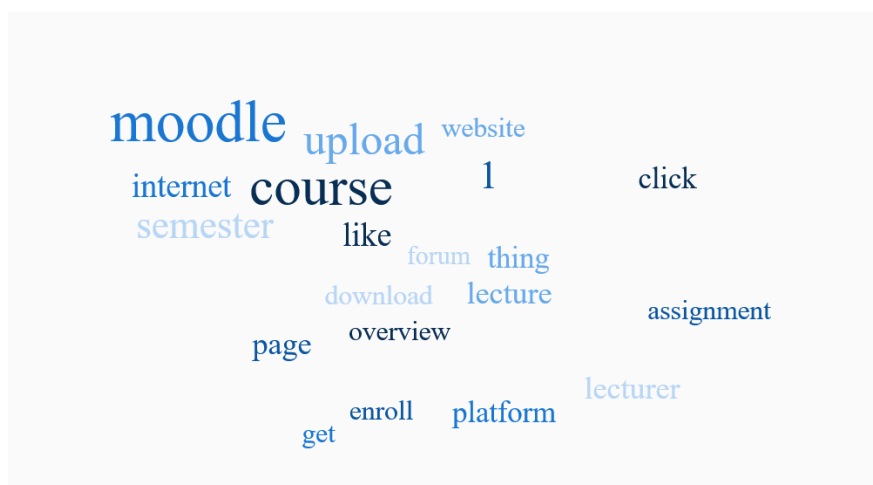 moodle upload website
internet course 1 click
semester like
forum thing
download lecture
assignment
page overview
lecturer
enroll platform
get